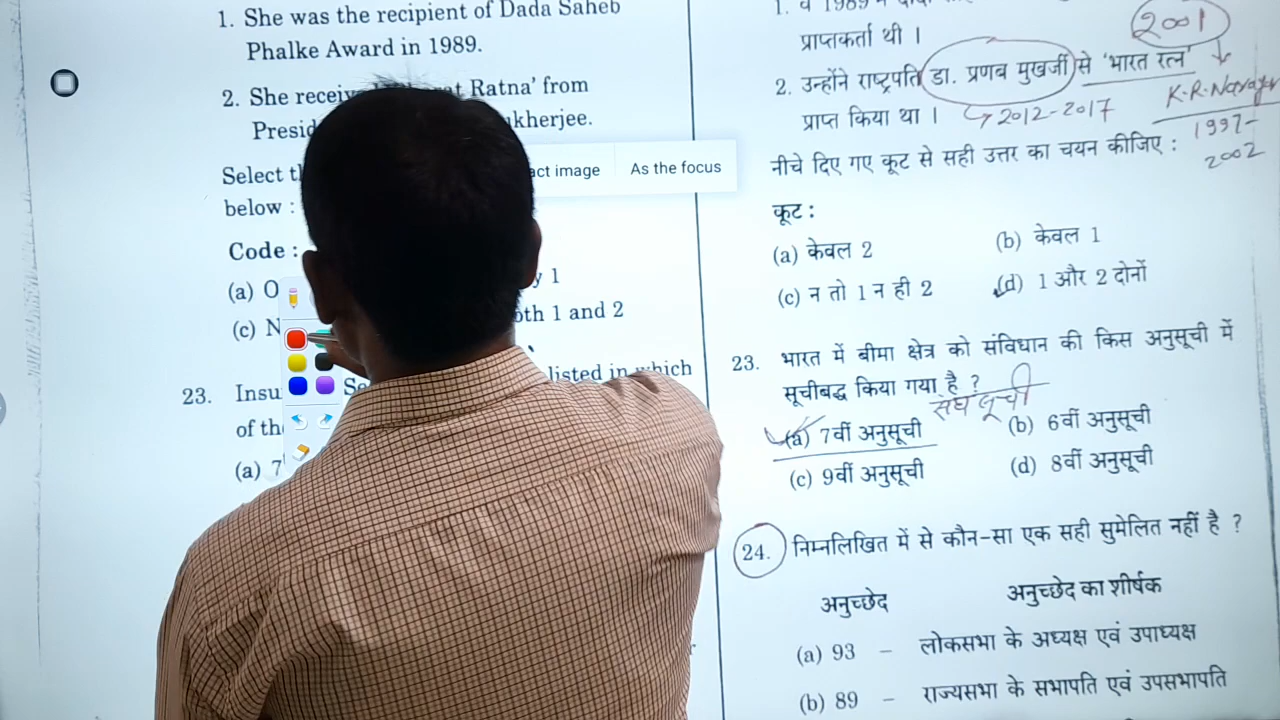 1. She was the recipient of Dada Saheb
Phalke Award in 1989.
2. She Ratna' from
kherjee.
Select
below :
Code :
(a) O
y 1
(c) N
oth 1 and 2
23. Insu
listed in which
of th
(a) 7
act image As the focus
1. वे 1989 में
प्राप्तकर्ता थी ।
2. उन्होंने राष्ट्रपति डा. प्रणब मुखर्जी से 'भारत रत्न'
प्राप्त किया था ।
2012-2017
2001
K.R.Narayan
1997-
2002
नीचे दिए गए कूट से सही उत्तर का चयन कीजिए :
कूट :
(a) केवल 2 (b) केवल 1
(c) न तो 1 न ही 2 (d) 1 और 2 दोनों
23. भारत में बीमा क्षेत्र को संविधान की किस अनुसूची में
सूचीबद्ध किया गया है ?
संघ सूची
(a) 7वीं अनुसूची (b) 6वीं अनुसूची
(c) 9वीं अनुसूची (d) 8वीं अनुसूची
24. निम्नलिखित में से कौन-सा एक सही सुमेलित नहीं है ?
अनुच्छेद अनुच्छेद का शीर्षक
(a) 93 – लोकसभा के अध्यक्ष एवं उपाध्यक्ष
(b) 89 – राज्यसभा के सभापति एवं उपसभापति